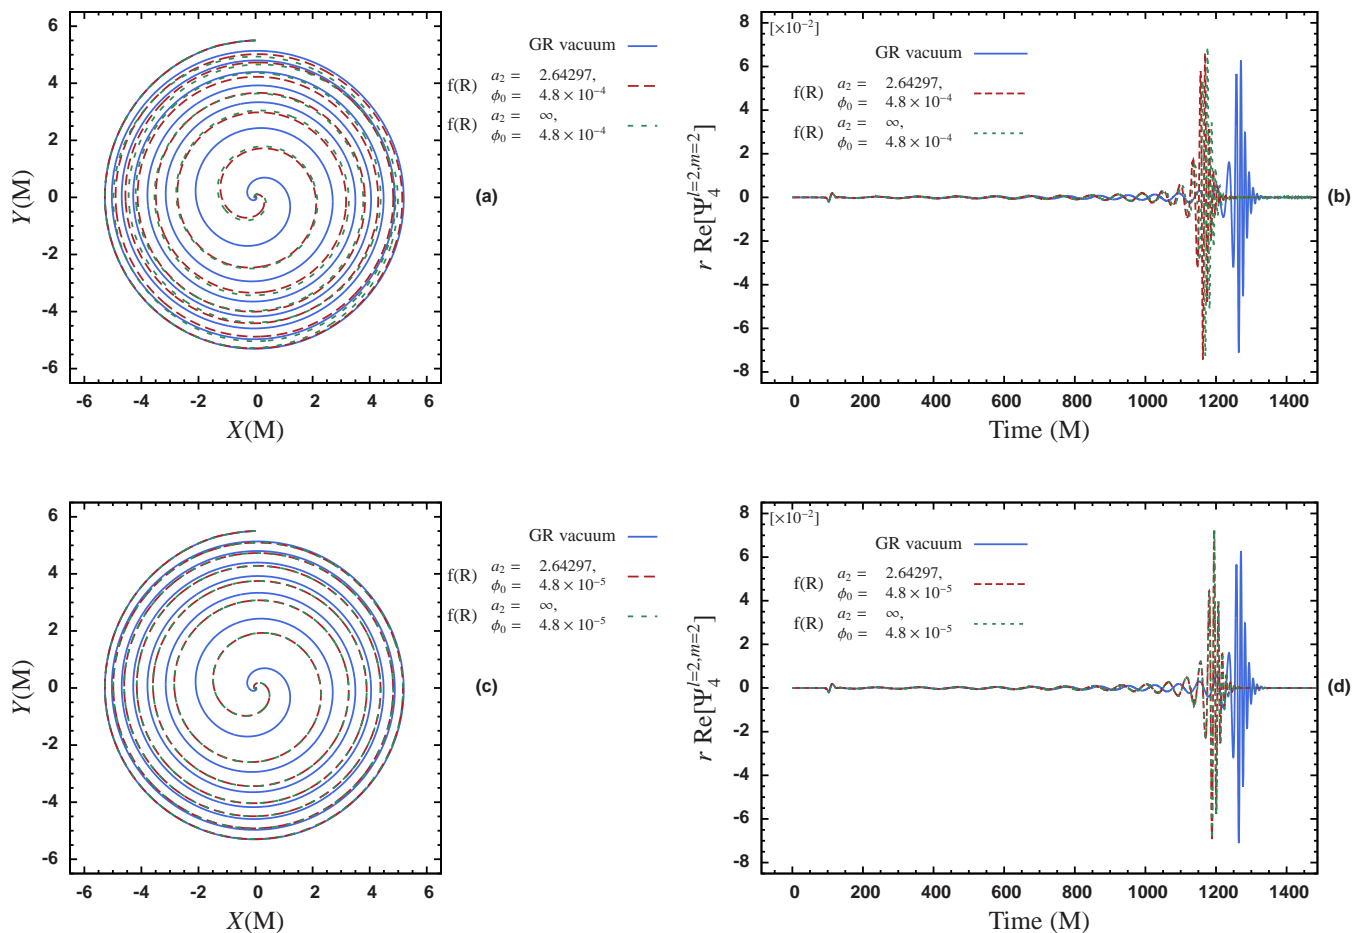 6
4
2
0
-2
-4
-6
Y(M)
-6 -4 -2 0 2 4 6
X(M)
GR vacuum
f(R) a₂ = 2.64297,
ϕ₀ = 4.8 × 10⁻⁴
f(R) a₂ = ∞,
ϕ₀ = 4.8 × 10⁻⁴
(a)
8
6
4
2
0
-2
-4
-6
-8
r Re[Ψ₄^{l=2,m=2}]
[×10⁻²]
GR vacuum
f(R) a₂ = 2.64297,
ϕ₀ = 4.8 × 10⁻⁴
f(R) a₂ = ∞,
ϕ₀ = 4.8 × 10⁻⁴
0 200 400 600 800 1000 1200 1400
Time (M)
(b)
6
4
2
0
-2
-4
-6
Y(M)
-6 -4 -2 0 2 4 6
X(M)
GR vacuum
f(R) a₂ = 2.64297,
ϕ₀ = 4.8 × 10⁻⁵
f(R) a₂ = ∞,
ϕ₀ = 4.8 × 10⁻⁵
(c)
8
6
4
2
0
-2
-4
-6
-8
r Re[Ψ₄^{l=2,m=2}]
[×10⁻²]
GR vacuum
f(R) a₂ = 2.64297,
ϕ₀ = 4.8 × 10⁻⁵
f(R) a₂ = ∞,
ϕ₀ = 4.8 × 10⁻⁵
0 200 400 600 800 1000 1200 1400
Time (M)
(d)